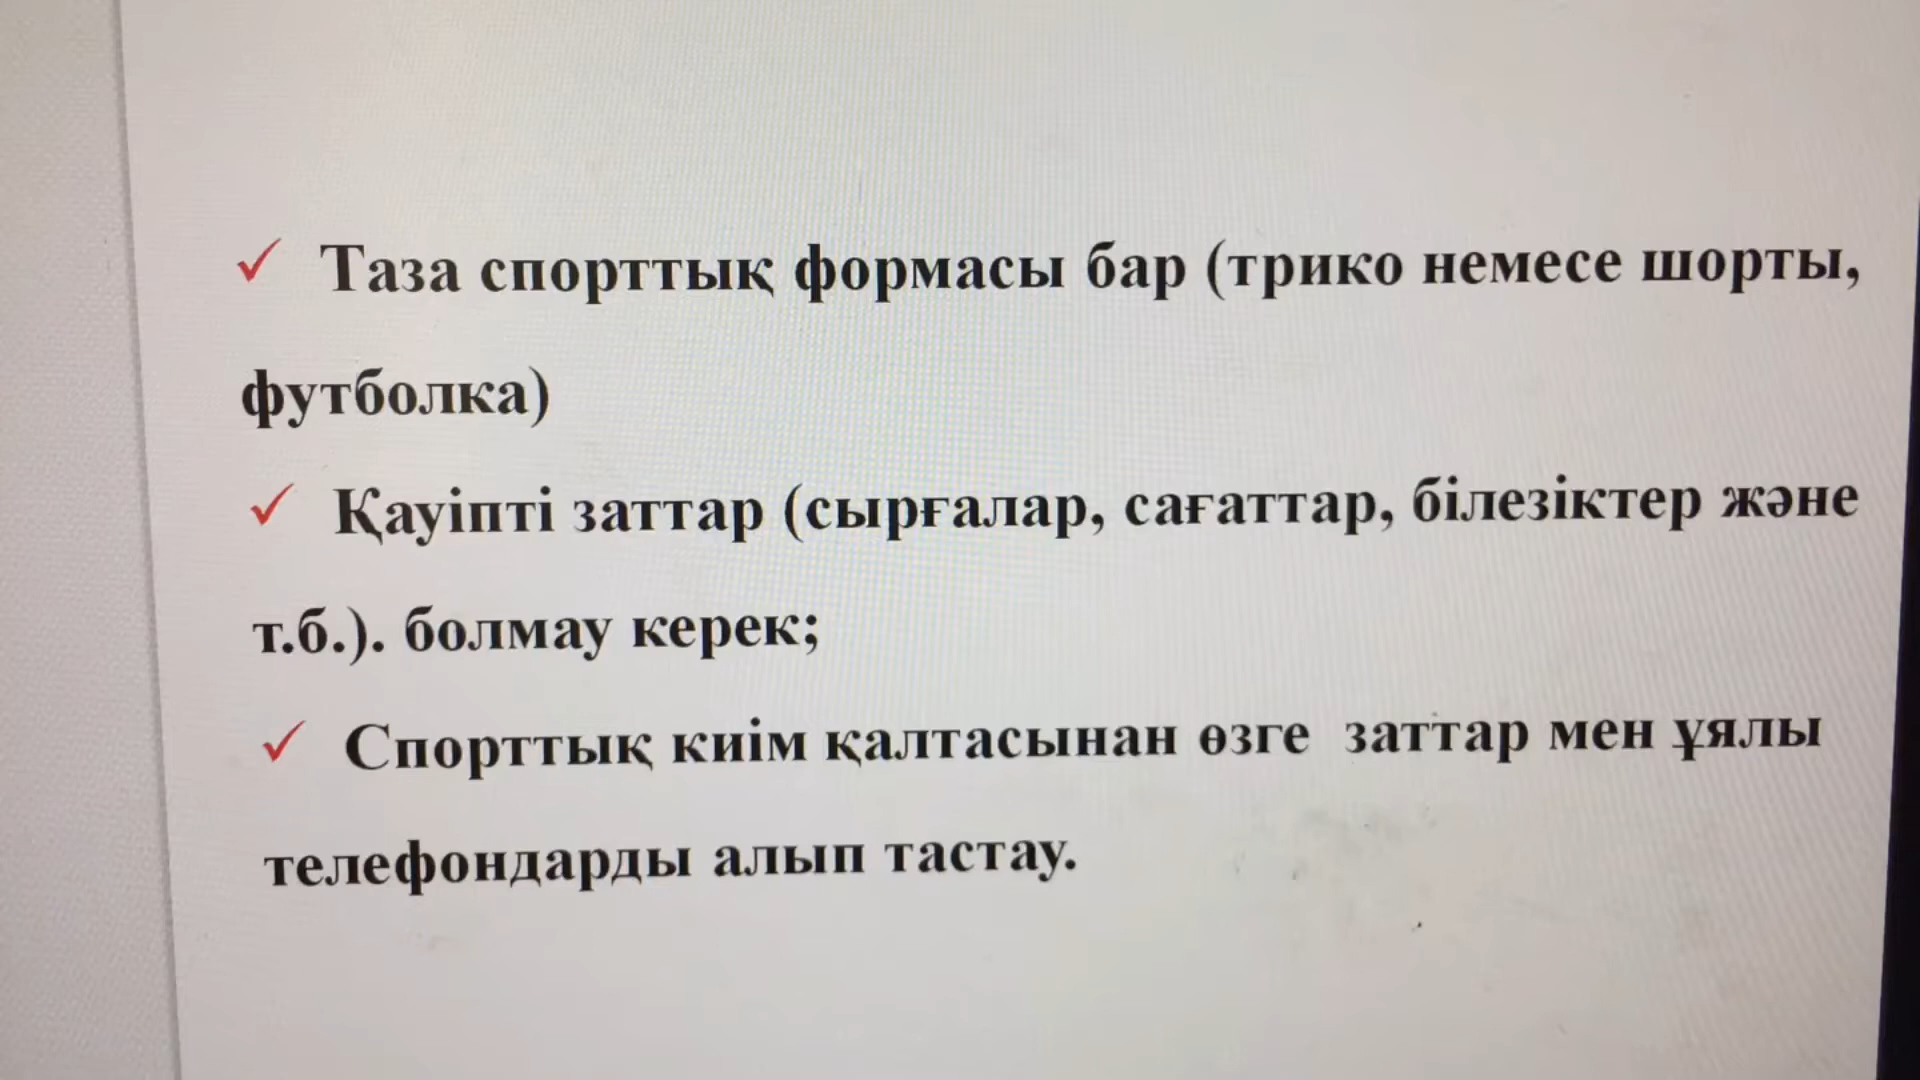 ✓ Таза спорттық формасы бар (трико немесе шорты,
футболка)
✓ Қауіпті заттар (сырғалар, сағаттар, білезіктер және
т.б.). болмау керек;
✓ Спорттық киім қалтасынан өзге заттар мен ұялы
телефондарды алып тастау.